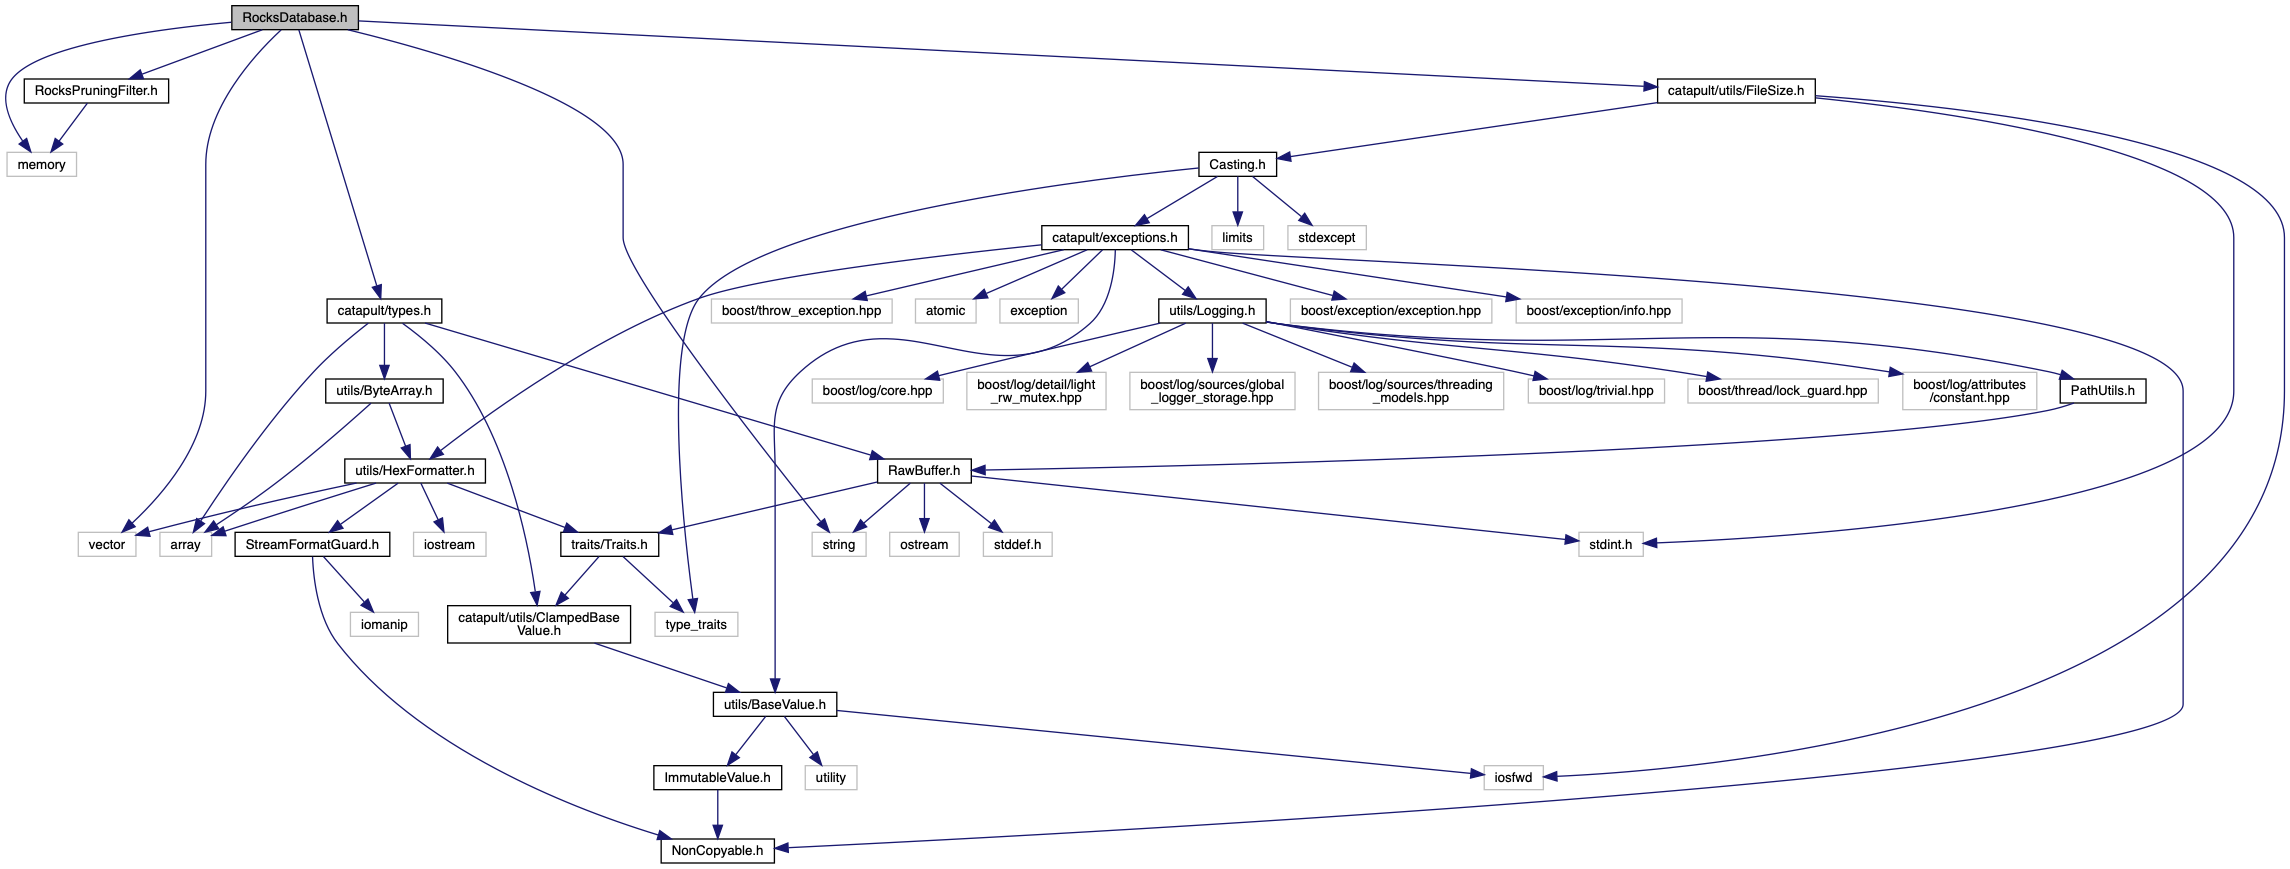 RocksDatabase.h
RocksPruningFilter.h
catapult/utils/FileSize.h
memory
Casting.h
catapult/exceptions.h
limits
stdexcept
catapult/types.h
boost/throw_exception.hpp
atomic
exception
utils/Logging.h
boost/exception/exception.hpp
boost/exception/info.hpp
utils/ByteArray.h
boost/log/core.hpp
boost/log/detail/light
_rw_mutex.hpp
boost/log/sources/global
_logger_storage.hpp
boost/log/sources/threading
_models.hpp
boost/log/trivial.hpp
boost/thread/lock_guard.hpp
boost/log/attributes
/constant.hpp
PathUtils.h
utils/HexFormatter.h
RawBuffer.h
vector
array
StreamFormatGuard.h
iostream
traits/Traits.h
string
ostream
stddef.h
stdint.h
iomanip
catapult/utils/ClampedBase
Value.h
type_traits
utils/BaseValue.h
ImmutableValue.h
utility
iosfwd
NonCopyable.h